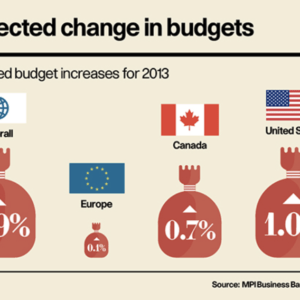 ected change in budgets
ed budget increases for 2013
rall
Canada
United S
Europe
9%
0.1%
0.7%
1.0
Source: MPI Business Ba